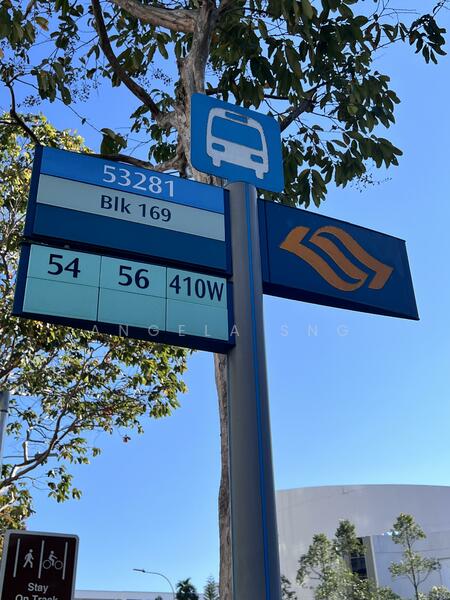 53281
Blk 169
54 56 410W
ANGELA SNG
Stay
On Track